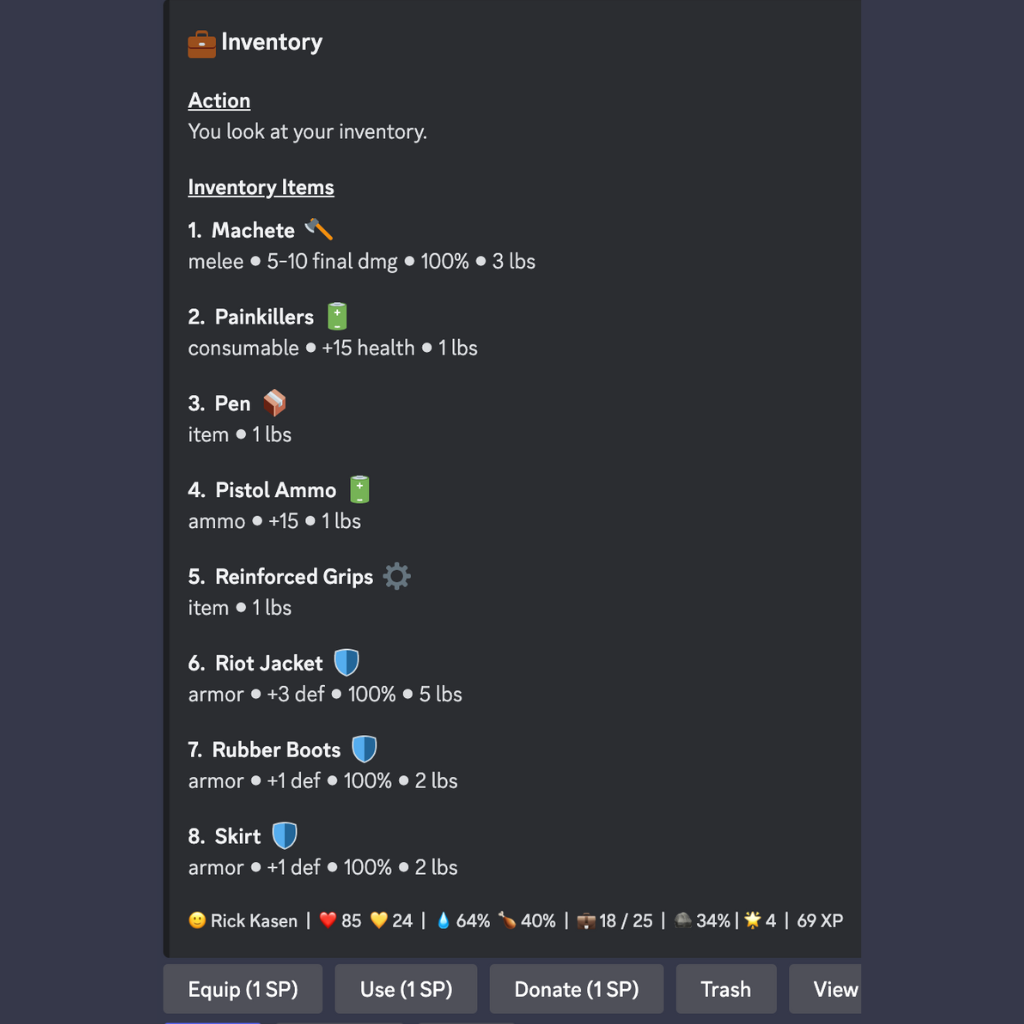 Inventory
Action
You look at your inventory.
Inventory Items
1. Machete
melee • 5-10 final dmg • 100% • 3 lbs
2. Painkillers
consumable • +15 health • 1 lbs
3. Pen
item • 1 lbs
4. Pistol Ammo
ammo • +15 • 1 lbs
5. Reinforced Grips
item • 1 lbs
6. Riot Jacket
armor • +3 def • 100% • 5 lbs
7. Rubber Boots
armor • +1 def • 100% • 2 lbs
8. Skirt
armor • +1 def • 100% • 2 lbs
Rick Kasen | 85 24 | 64% 40% | 18 / 25 | 34% | 4 | 69 XP
Equip (1 SP) Use (1 SP) Donate (1 SP) Trash View